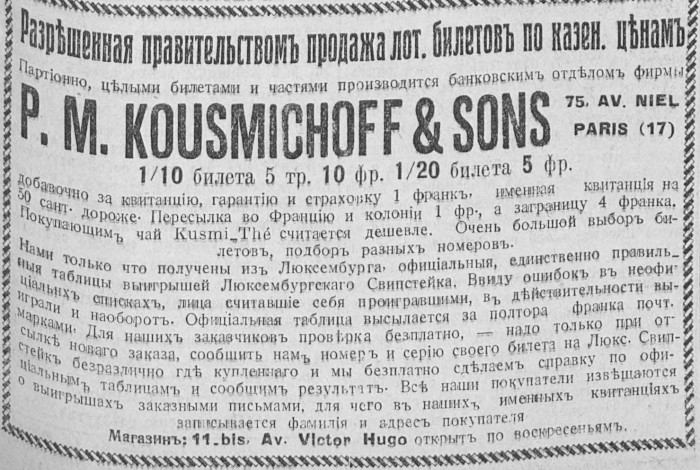 Разрѣшенная правительствомъ продажа лот. билетовъ по казен. цѣнамъ
Партіонно, цѣлыми билетами и частями производится банковскимъ отдѣломъ фирмы
P. M. KOUSMICHOFF & SONS
75. AV. NIEL
PARIS (17)
1/10 билета 5 тр, 10 фр. 1/20 билета 5 фр.
добавочно за квитанцію, гарантію и страховку 1 франкъ, именная квитанція на
50 сант. дороже. Пересылка во Францію и колоніи 1 фр., а заграницу 4 франка.
Покупающимъ чай Kusmi_Thé считается дешевле. Очень большой выборъ би-
летовъ, подборъ разныхъ номеровъ.
Нами только что получены изъ Люксембурга официіальныя, единственно правиль-
ныя таблицы выигрышей Люксембургскаго Свипстейка. Ввиду ошибокъ въ неофи-
ціальнихъ спискахъ, лица считавшіе себя проигравшими, въ дѣйствительности вы-
играли и наоборотъ. Официальная таблица высылается за полтора франка почт.
марками. Для нашихъ заказчиковъ провѣрка безплатно, — надо только при от-
сылкѣ новаго заказа, сообщить намъ номеръ и серію своего билета на Люкс. Свип-
стейкъ безразлично гдѣ купленнаго и мы безплатно сдѣлаемъ справку по офи-
ціальнымъ таблицамъ и сообщимъ результатъ. Всѣ наши покупатели извѣщаются
о выигрышахъ заказными письмами, для чего въ нашихъ именныхъ квитанціяхъ
записывается фамилія и адресъ покупателя
Магазинъ: 11.bis, Av. Victor Hugo открытъ по воскресеньямъ.